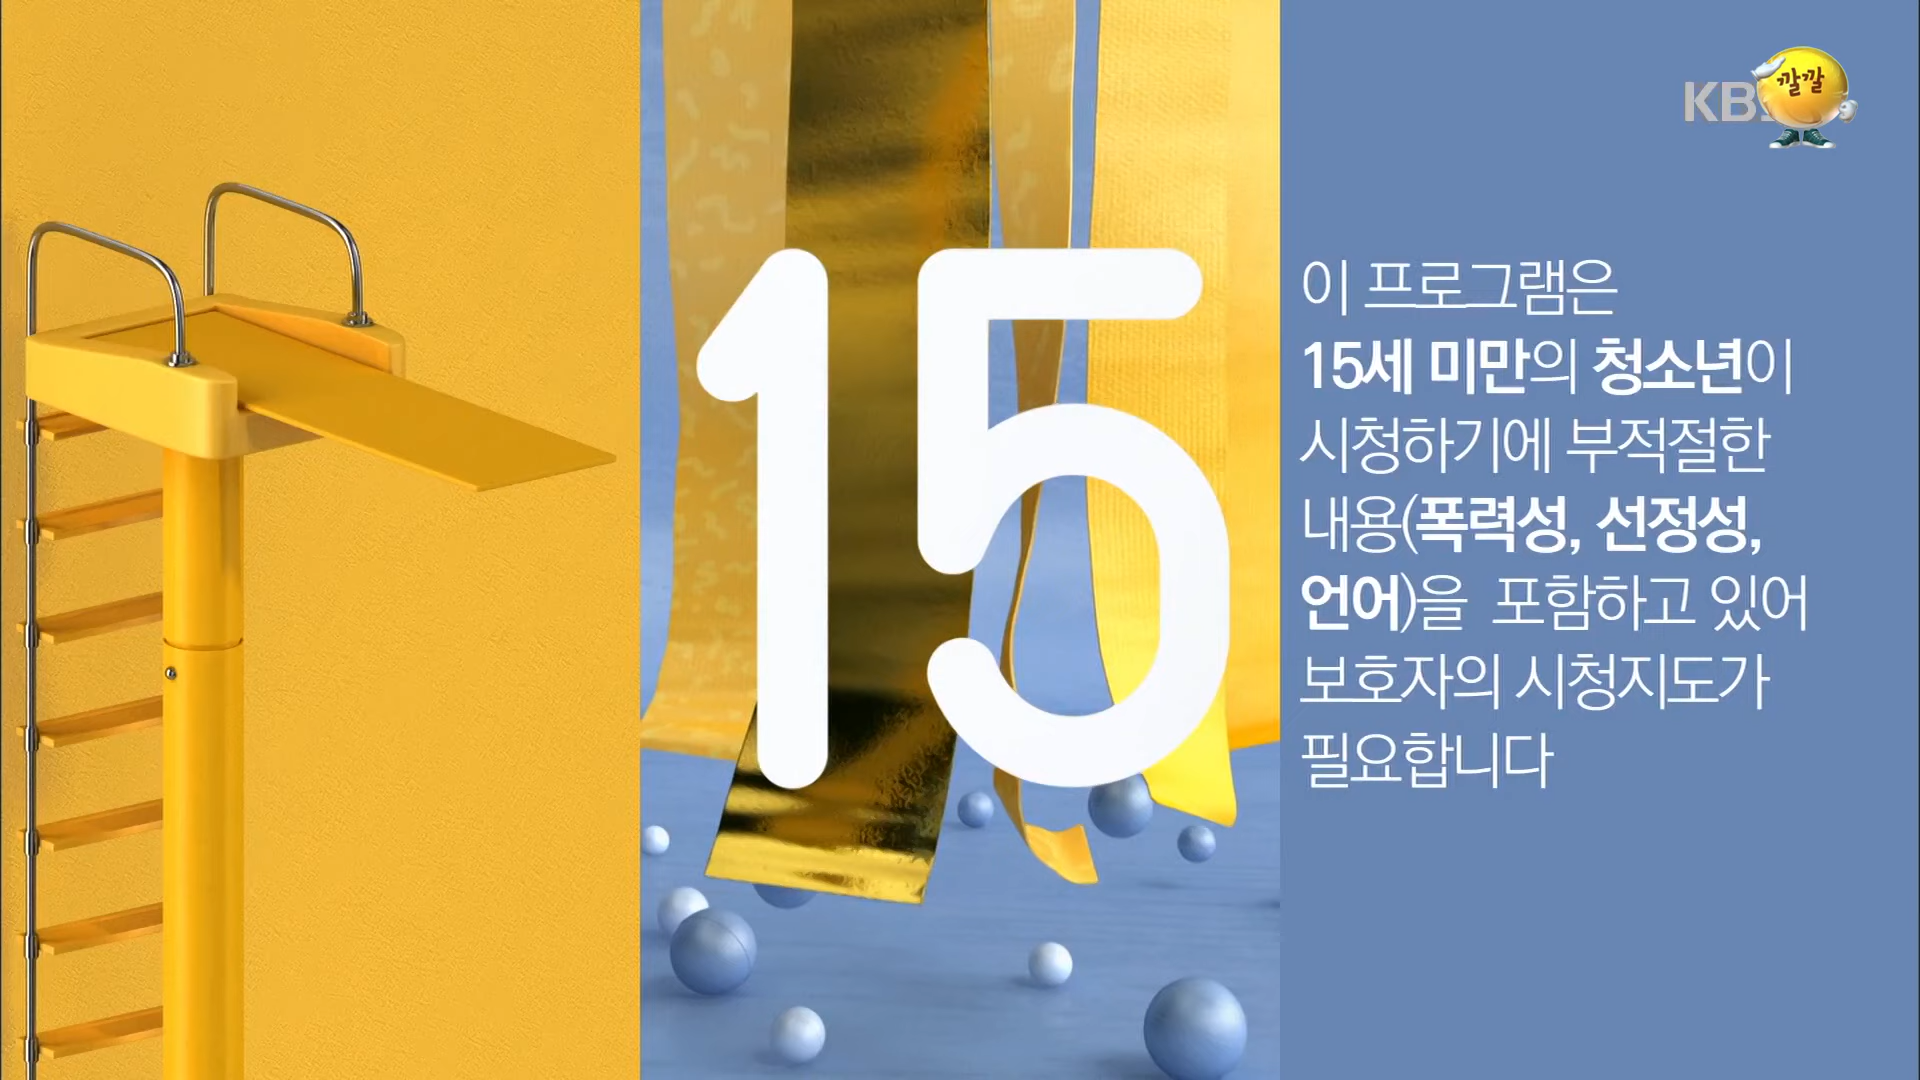 KB
깔깔
15
이 프로그램은
15세 미만의 청소년이
시청하기에 부적절한
내용(폭력성, 선정성,
언어)을 포함하고 있어
보호자의 시청지도가
필요합니다